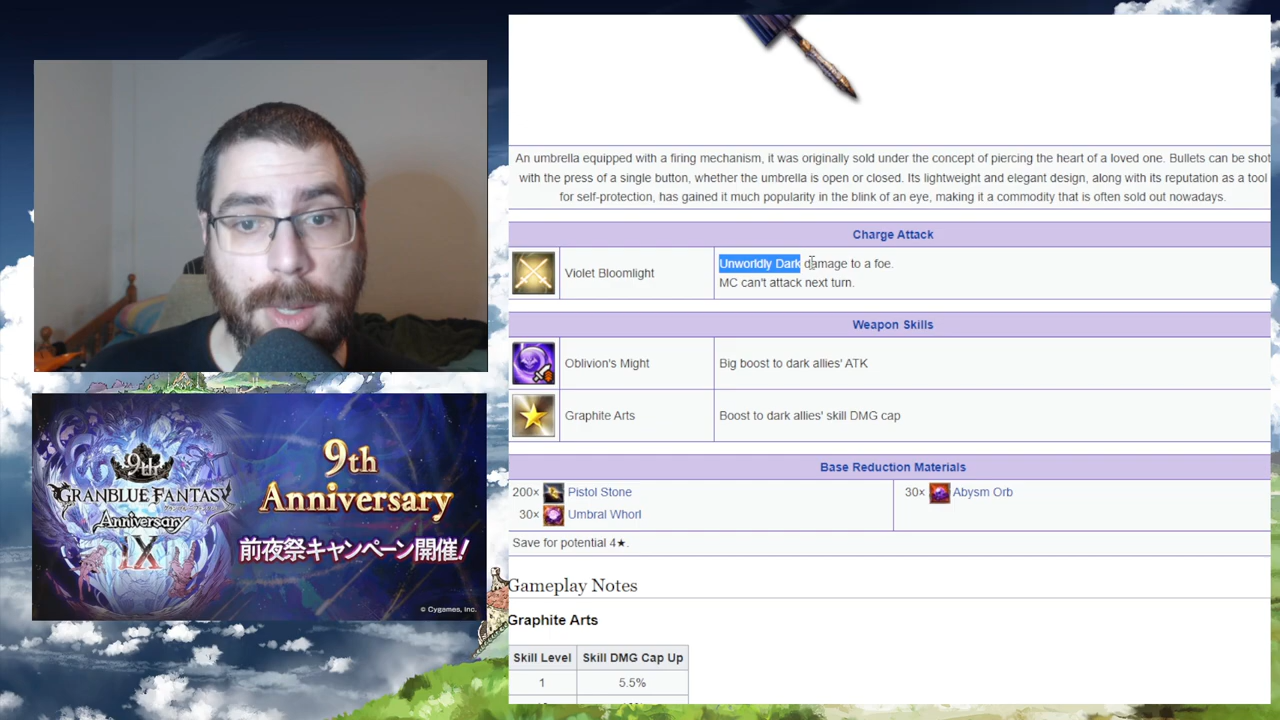 An umbrella equipped with a firing mechanism, it was originally sold under the concept of piercing the heart of a loved one. Bullets can be shot
with the press of a single button, whether the umbrella is open or closed. Its lightweight and elegant design, along with its reputation as a tool
for self-protection, has gained it much popularity in the blink of an eye, making it a commodity that is often sold out nowadays.
Charge Attack
Violet Bloomlight
Unworldly Dark damage to a foe.
MC can't attack next turn.
Weapon Skills
Oblivion's Might
Big boost to dark allies' ATK
Graphite Arts
Boost to dark allies' skill DMG cap
Base Reduction Materials
200× Pistol Stone
30× Umbral Whorl
30× Abysm Orb
Save for potential 4★.
Gameplay Notes
Graphite Arts
Skill Level Skill DMG Cap Up
1 5.5%
9th
GRANBLUE FANTASY
Anniversary
IX
9th
Anniversary
前夜祭キャンペーン開催!
© Cygames, Inc.